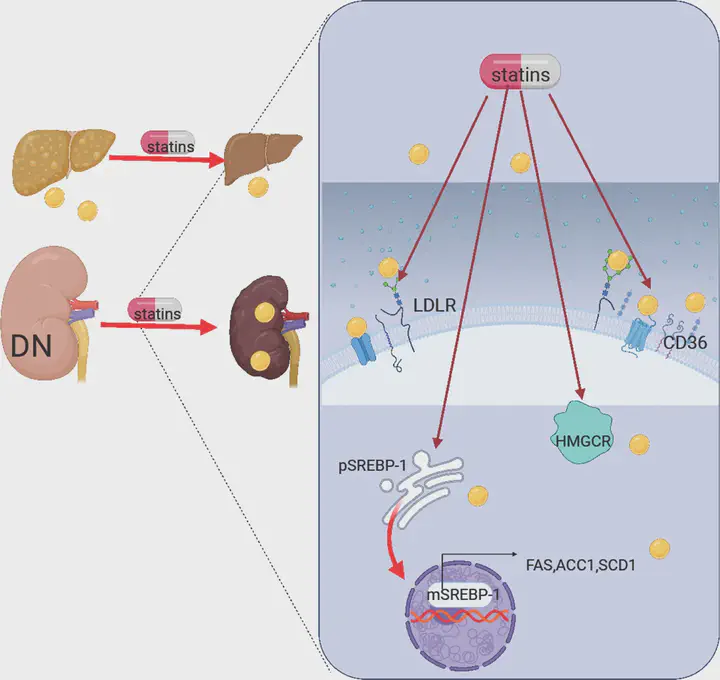 statins
statins
DN
statins
LDLR
CD36
HMGCR
pSREBP-1
FAS,ACC1,SCD1
mSREBP-1